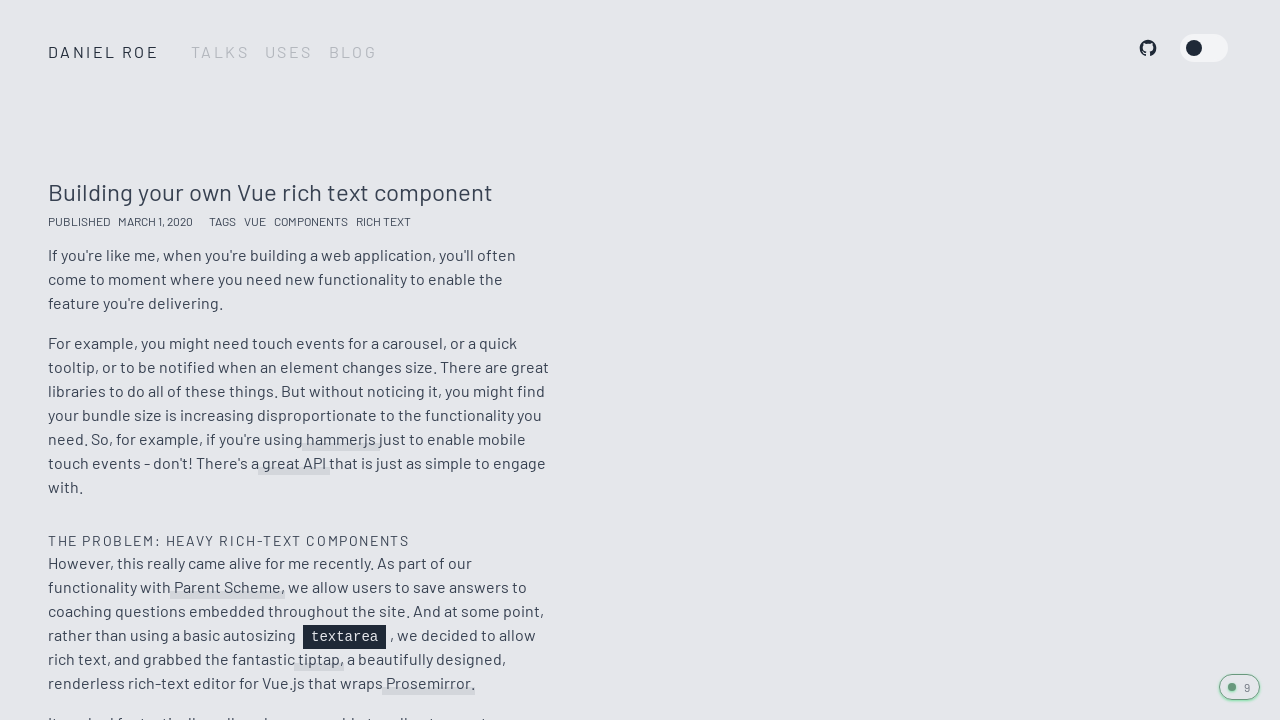 DANIEL ROE TALKS USES BLOG
Building your own Vue rich text component
PUBLISHED MARCH 1, 2020 TAGS VUE COMPONENTS RICH TEXT
If you're like me, when you're building a web application, you'll often
come to moment where you need new functionality to enable the
feature you're delivering.
For example, you might need touch events for a carousel, or a quick
tooltip, or to be notified when an element changes size. There are great
libraries to do all of these things. But without noticing it, you might find
your bundle size is increasing disproportionate to the functionality you
need. So, for example, if you're using hammerjs just to enable mobile
touch events - don't! There's a great API that is just as simple to engage
with.
THE PROBLEM: HEAVY RICH-TEXT COMPONENTS
However, this really came alive for me recently. As part of our
functionality with Parent Scheme, we allow users to save answers to
coaching questions embedded throughout the site. And at some point,
rather than using a basic autosizing textarea , we decided to allow
rich text, and grabbed the fantastic tiptap, a beautifully designed,
renderless rich-text editor for Vue.js that wraps Prosemirror.
9